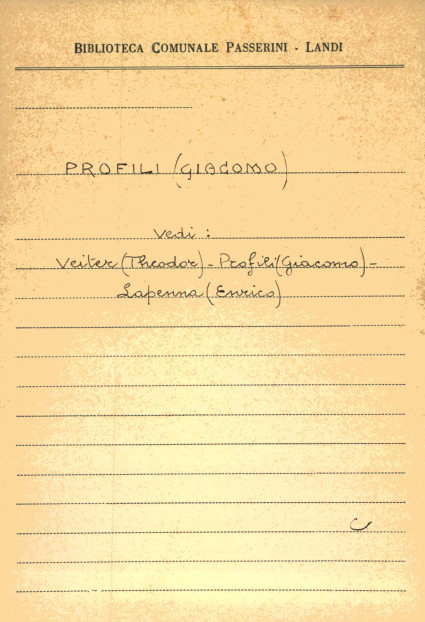 BIBLIOTECA COMUNALE PASSERINI - LANDI
PROFILI (GIACOMO)
Vedi :
Veiter (Theodor) - Profili (Giacomo) -
Lapenna (Enrico)